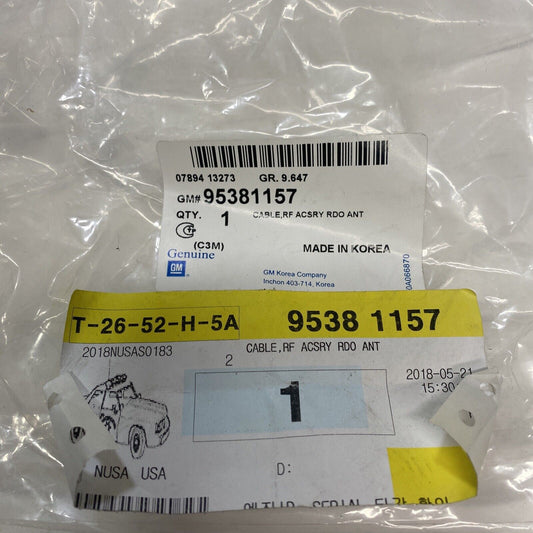 07894 13273 GR. 9.647
GM# 95381157
QTY. 1 CABLE,RF ACSRY RDO ANT
(C3M)
MADE IN KOREA
Genuine
GM
GM Korea Company
Inchon 403-714, Korea
0A066870
T-26-52-H-5A 9538 1157
CABLE,RF ACSRY RDO ANT
2018NUSAS0183
2
2018-05-21
15:30
1
NUSA USA
D: